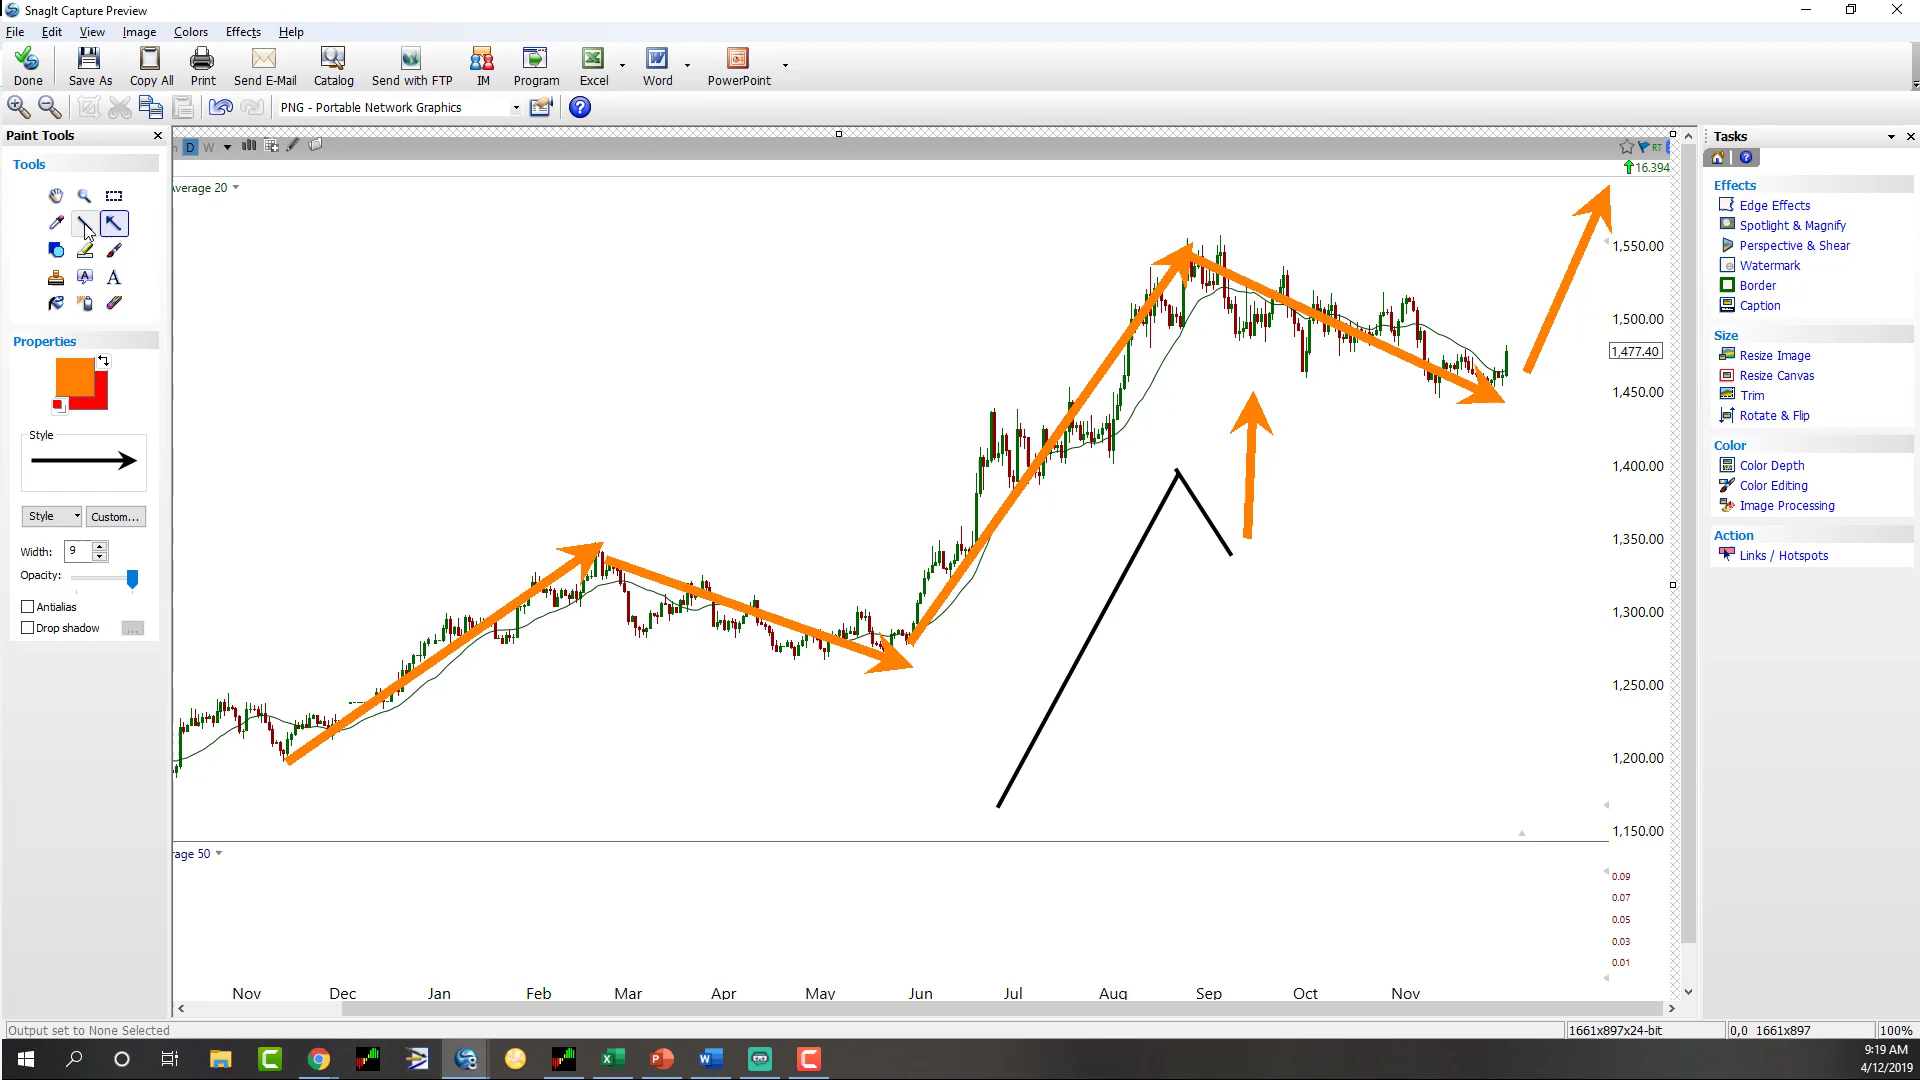 SnagIt Capture Preview
File Edit View Image Colors Effects Help
Done Save As Copy All Print Send E-Mail Catalog Send with FTP IM Program Excel Word PowerPoint
PNG - Portable Network Graphics
Paint Tools
Tools
Properties
Style
Style Custom...
Width: 9
Opacity:
Antialias
Drop shadow
...
D W
RT
16.394
Average 20
1,550.00
1,500.00
1,477.40
1,450.00
1,400.00
1,350.00
1,300.00
1,250.00
1,200.00
1,150.00
rage 50
0.09
0.07
0.05
0.03
0.01
Nov Dec Jan Feb Mar Apr May Jun Jul Aug Sep Oct Nov
Tasks
Effects
Edge Effects
Spotlight & Magnify
Perspective & Shear
Watermark
Border
Caption
Size
Resize Image
Resize Canvas
Trim
Rotate & Flip
Color
Color Depth
Color Editing
Image Processing
Action
Links / Hotspots
Output set to None Selected
1661x897x24-bit
0,0 1661x897
100%
9:19 AM
4/12/2019